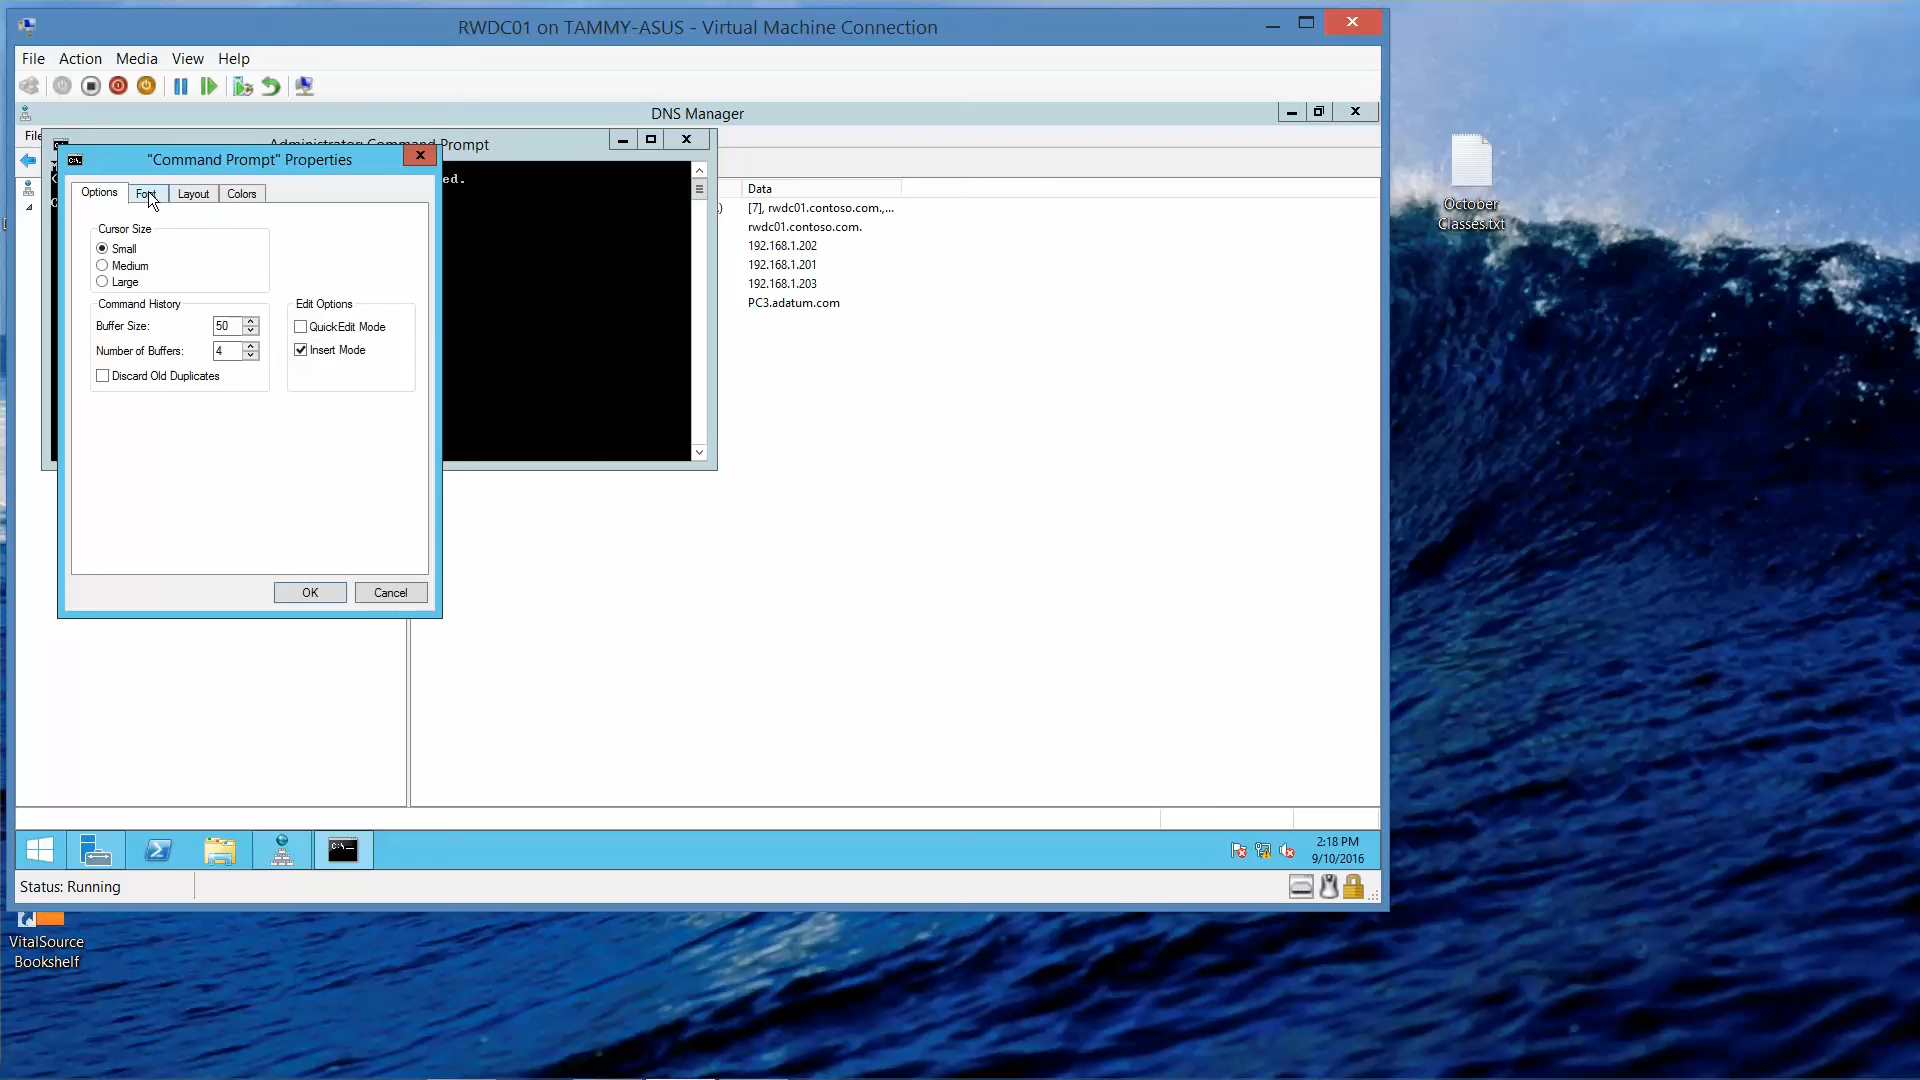 RWDC01 on TAMMY-ASUS - Virtual Machine Connection
File Action Media View Help
DNS Manager
File
Administrator: Command Prompt
"Command Prompt" Properties
ed.
Options Font Layout Colors
Data
[7], rwdc01.contoso.com.,...
rwdc01.contoso.com.
192.168.1.202
192.168.1.201
192.168.1.203
PC3.adatum.com
Cursor Size
Small
Medium
Large
Command History
Buffer Size: 50
Number of Buffers: 4
Discard Old Duplicates
Edit Options
QuickEdit Mode
Insert Mode
OK Cancel
October
Classes.txt
2:18 PM
9/10/2016
Status: Running
VitalSource
Bookshelf